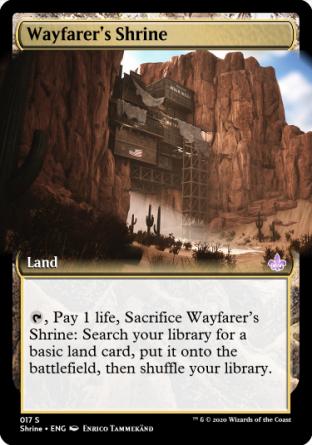 Wayfarer's Shrine
Land
, Pay 1 life, Sacrifice Wayfarer's
Shrine: Search your library for a
basic land card, put it onto the
battlefield, then shuffle your library.
017 S
Shrine • ENG ENRICO TAMMEKÄND
™ & © 2020 Wizards of the Coast